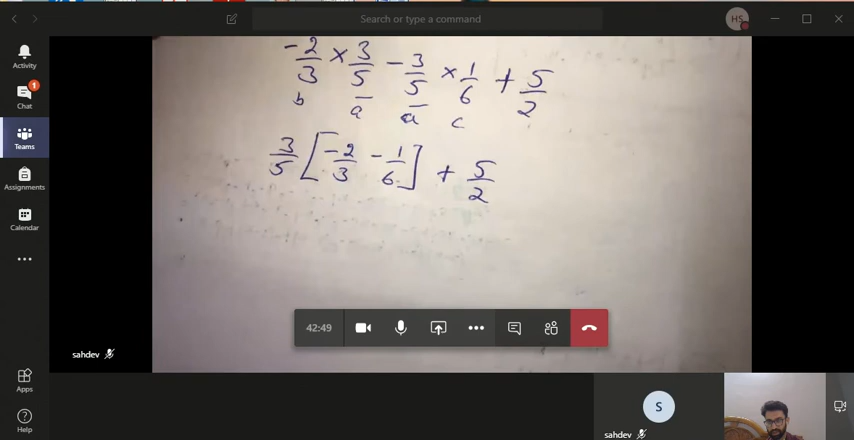 Search or type a command
HS
Activity
Chat
1
Teams
Assignments
Calendar
Apps
Help
-2/3 × 3/5 - 3/5 × 1/6 + 5/2
b a a c
3/5 [-2/3 - 1/6] + 5/2
42:49
sahdev
S
sahdev